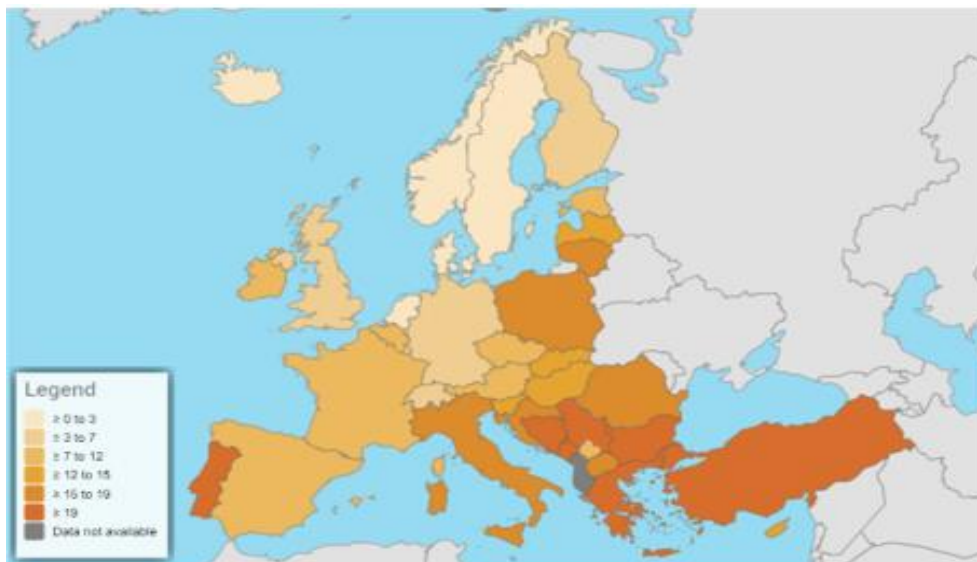 Legend
≥ 0 to 3
≥ 3 to 7
≥ 7 to 12
≥ 12 to 15
≥ 15 to 19
≥ 19
Data not available